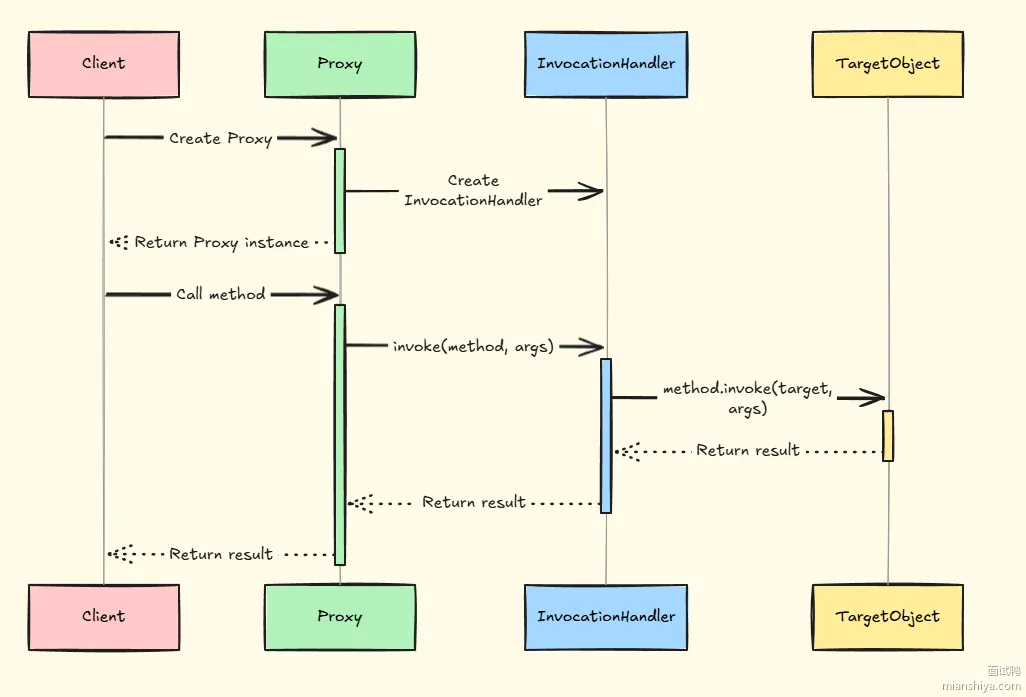 Client
Proxy
InvocationHandler
TargetObject
Create Proxy
Create
InvocationHandler
Return Proxy instance
Call method
invoke(method, args)
method.invoke(target,
args)
Return result
Return result
Return result
Client
Proxy
InvocationHandler
TargetObject
面试鸭
mianshiya.com